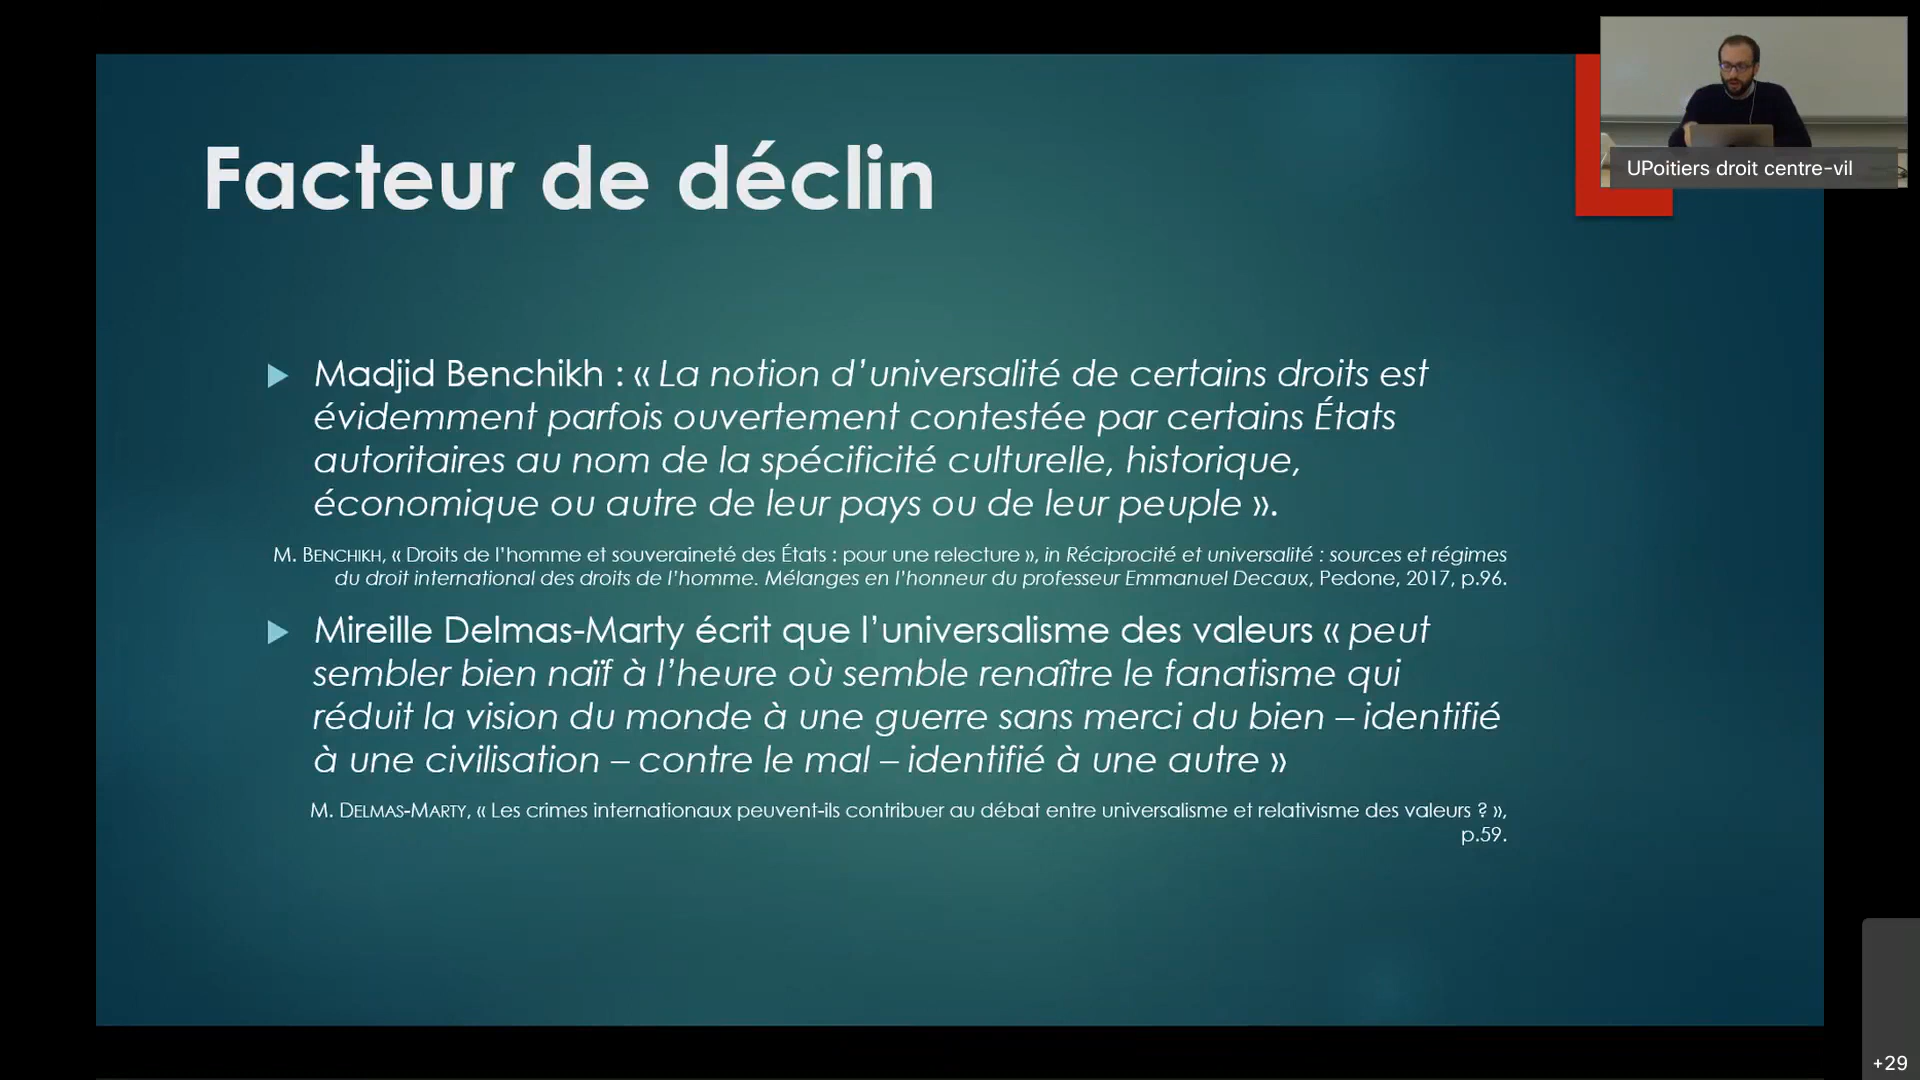 Facteur de déclin
UPoitiers droit centre-vil
Madjid Benchikh : « La notion d’universalité de certains droits est
évidemment parfois ouvertement contestée par certains États
autoritaires au nom de la spécificité culturelle, historique,
économique ou autre de leur pays ou de leur peuple ».
M. BENCHIKH, « Droits de l’homme et souveraineté des États : pour une relecture », in Réciprocité et universalité : sources et régimes
du droit international des droits de l’homme. Mélanges en l’honneur du professeur Emmanuel Decaux, Pedone, 2017, p.96.
Mireille Delmas-Marty écrit que l’universalisme des valeurs « peut
sembler bien naïf à l’heure où semble renaître le fanatisme qui
réduit la vision du monde à une guerre sans merci du bien – identifié
à une civilisation – contre le mal – identifié à une autre »
M. DELMAS-MARTY, « Les crimes internationaux peuvent-ils contribuer au débat entre universalisme et relativisme des valeurs ? »,
p.59.
+29